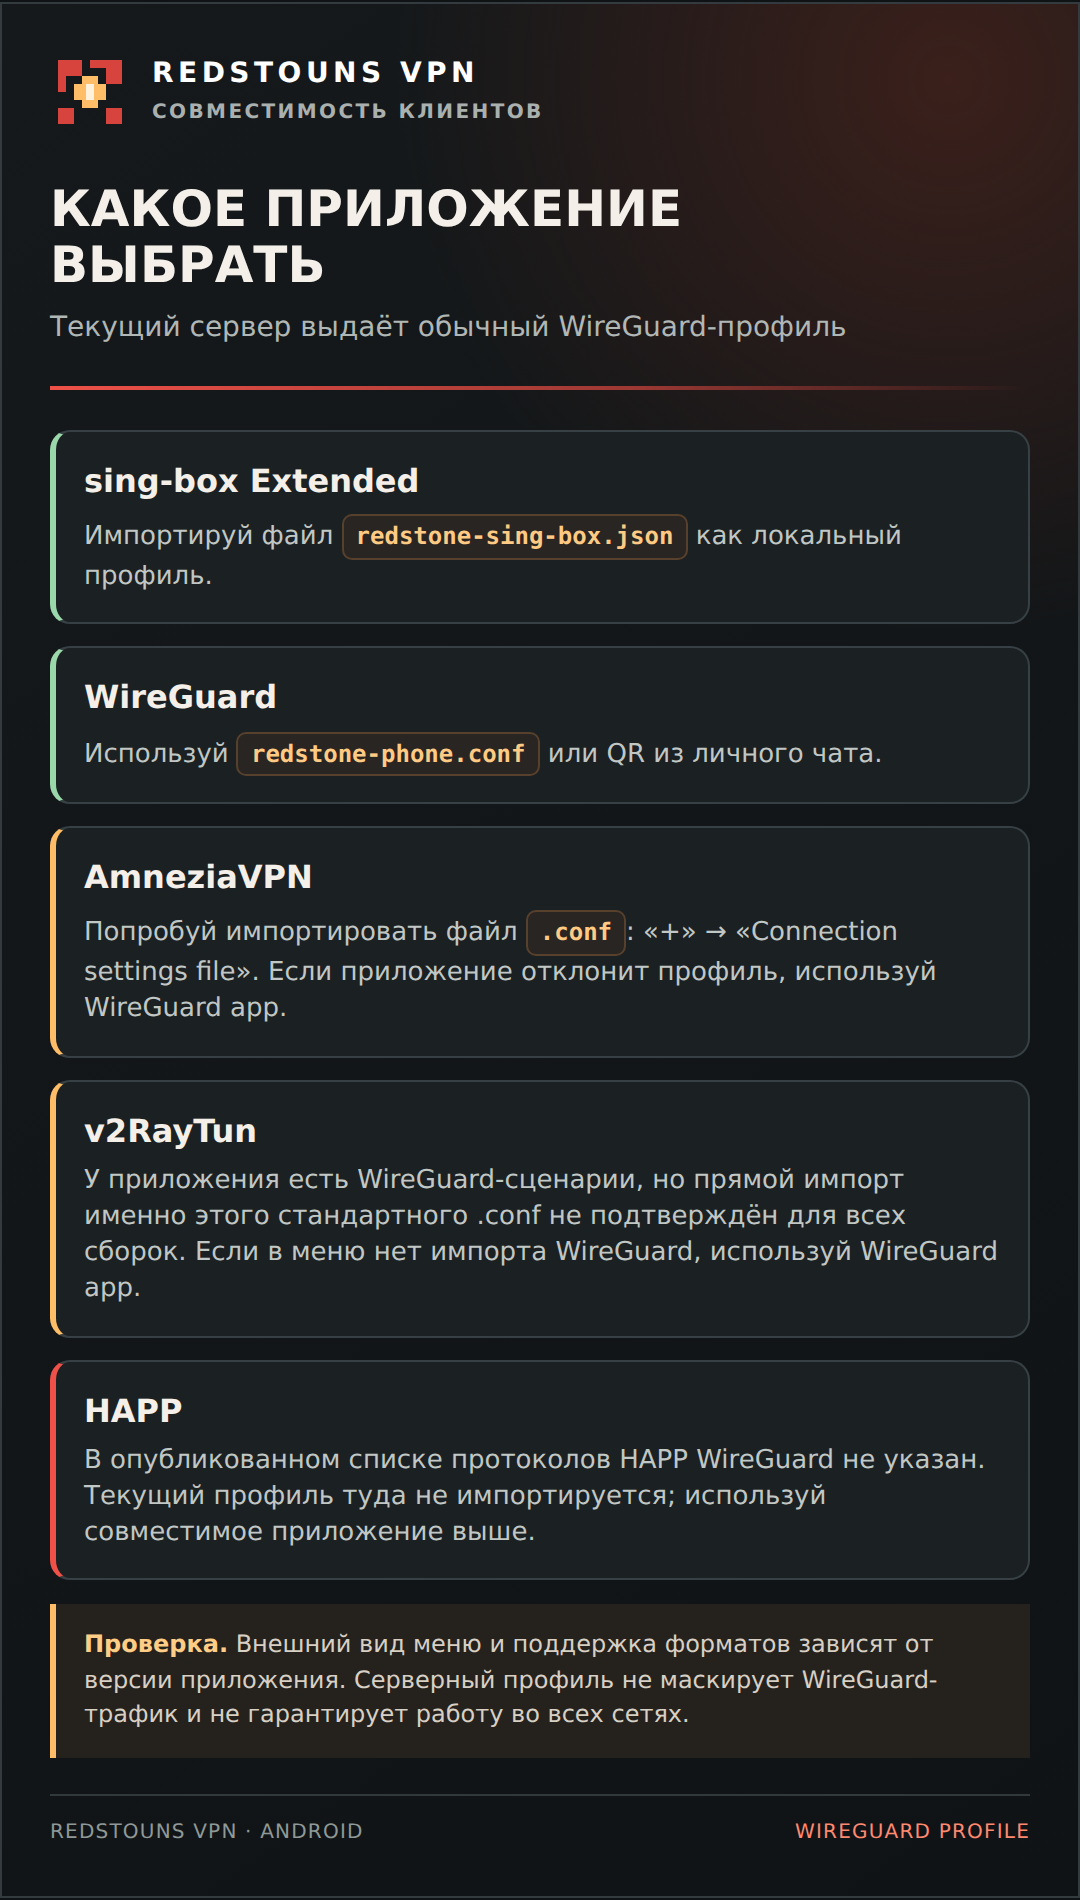 REDSTOUNS VPN
СОВМЕСТИМОСТЬ КЛИЕНТОВ
КАКОЕ ПРИЛОЖЕНИЕ
ВЫБРАТЬ
Текущий сервер выдаёт обычный WireGuard-профиль
sing-box Extended
Импортируй файл redstone-sing-box.json как локальный
профиль.
WireGuard
Используй redstone-phone.conf или QR из личного чата.
AmneziaVPN
Попробуй импортировать файл .conf: «+» → «Connection
settings file». Если приложение отклонит профиль, используй
WireGuard app.
v2RayTun
У приложения есть WireGuard-сценарии, но прямой импорт
именно этого стандартного .conf не подтверждён для всех
сборок. Если в меню нет импорта WireGuard, используй WireGuard
app.
HAPP
В опубликованном списке протоколов HAPP WireGuard не указан.
Текущий профиль туда не импортируется; используй
совместимое приложение выше.
Проверка. Внешний вид меню и поддержка форматов зависят от
версии приложения. Серверный профиль не маскирует WireGuard-
трафик и не гарантирует работу во всех сетях.
REDSTOUNS VPN · ANDROID
WIREGUARD PROFILE